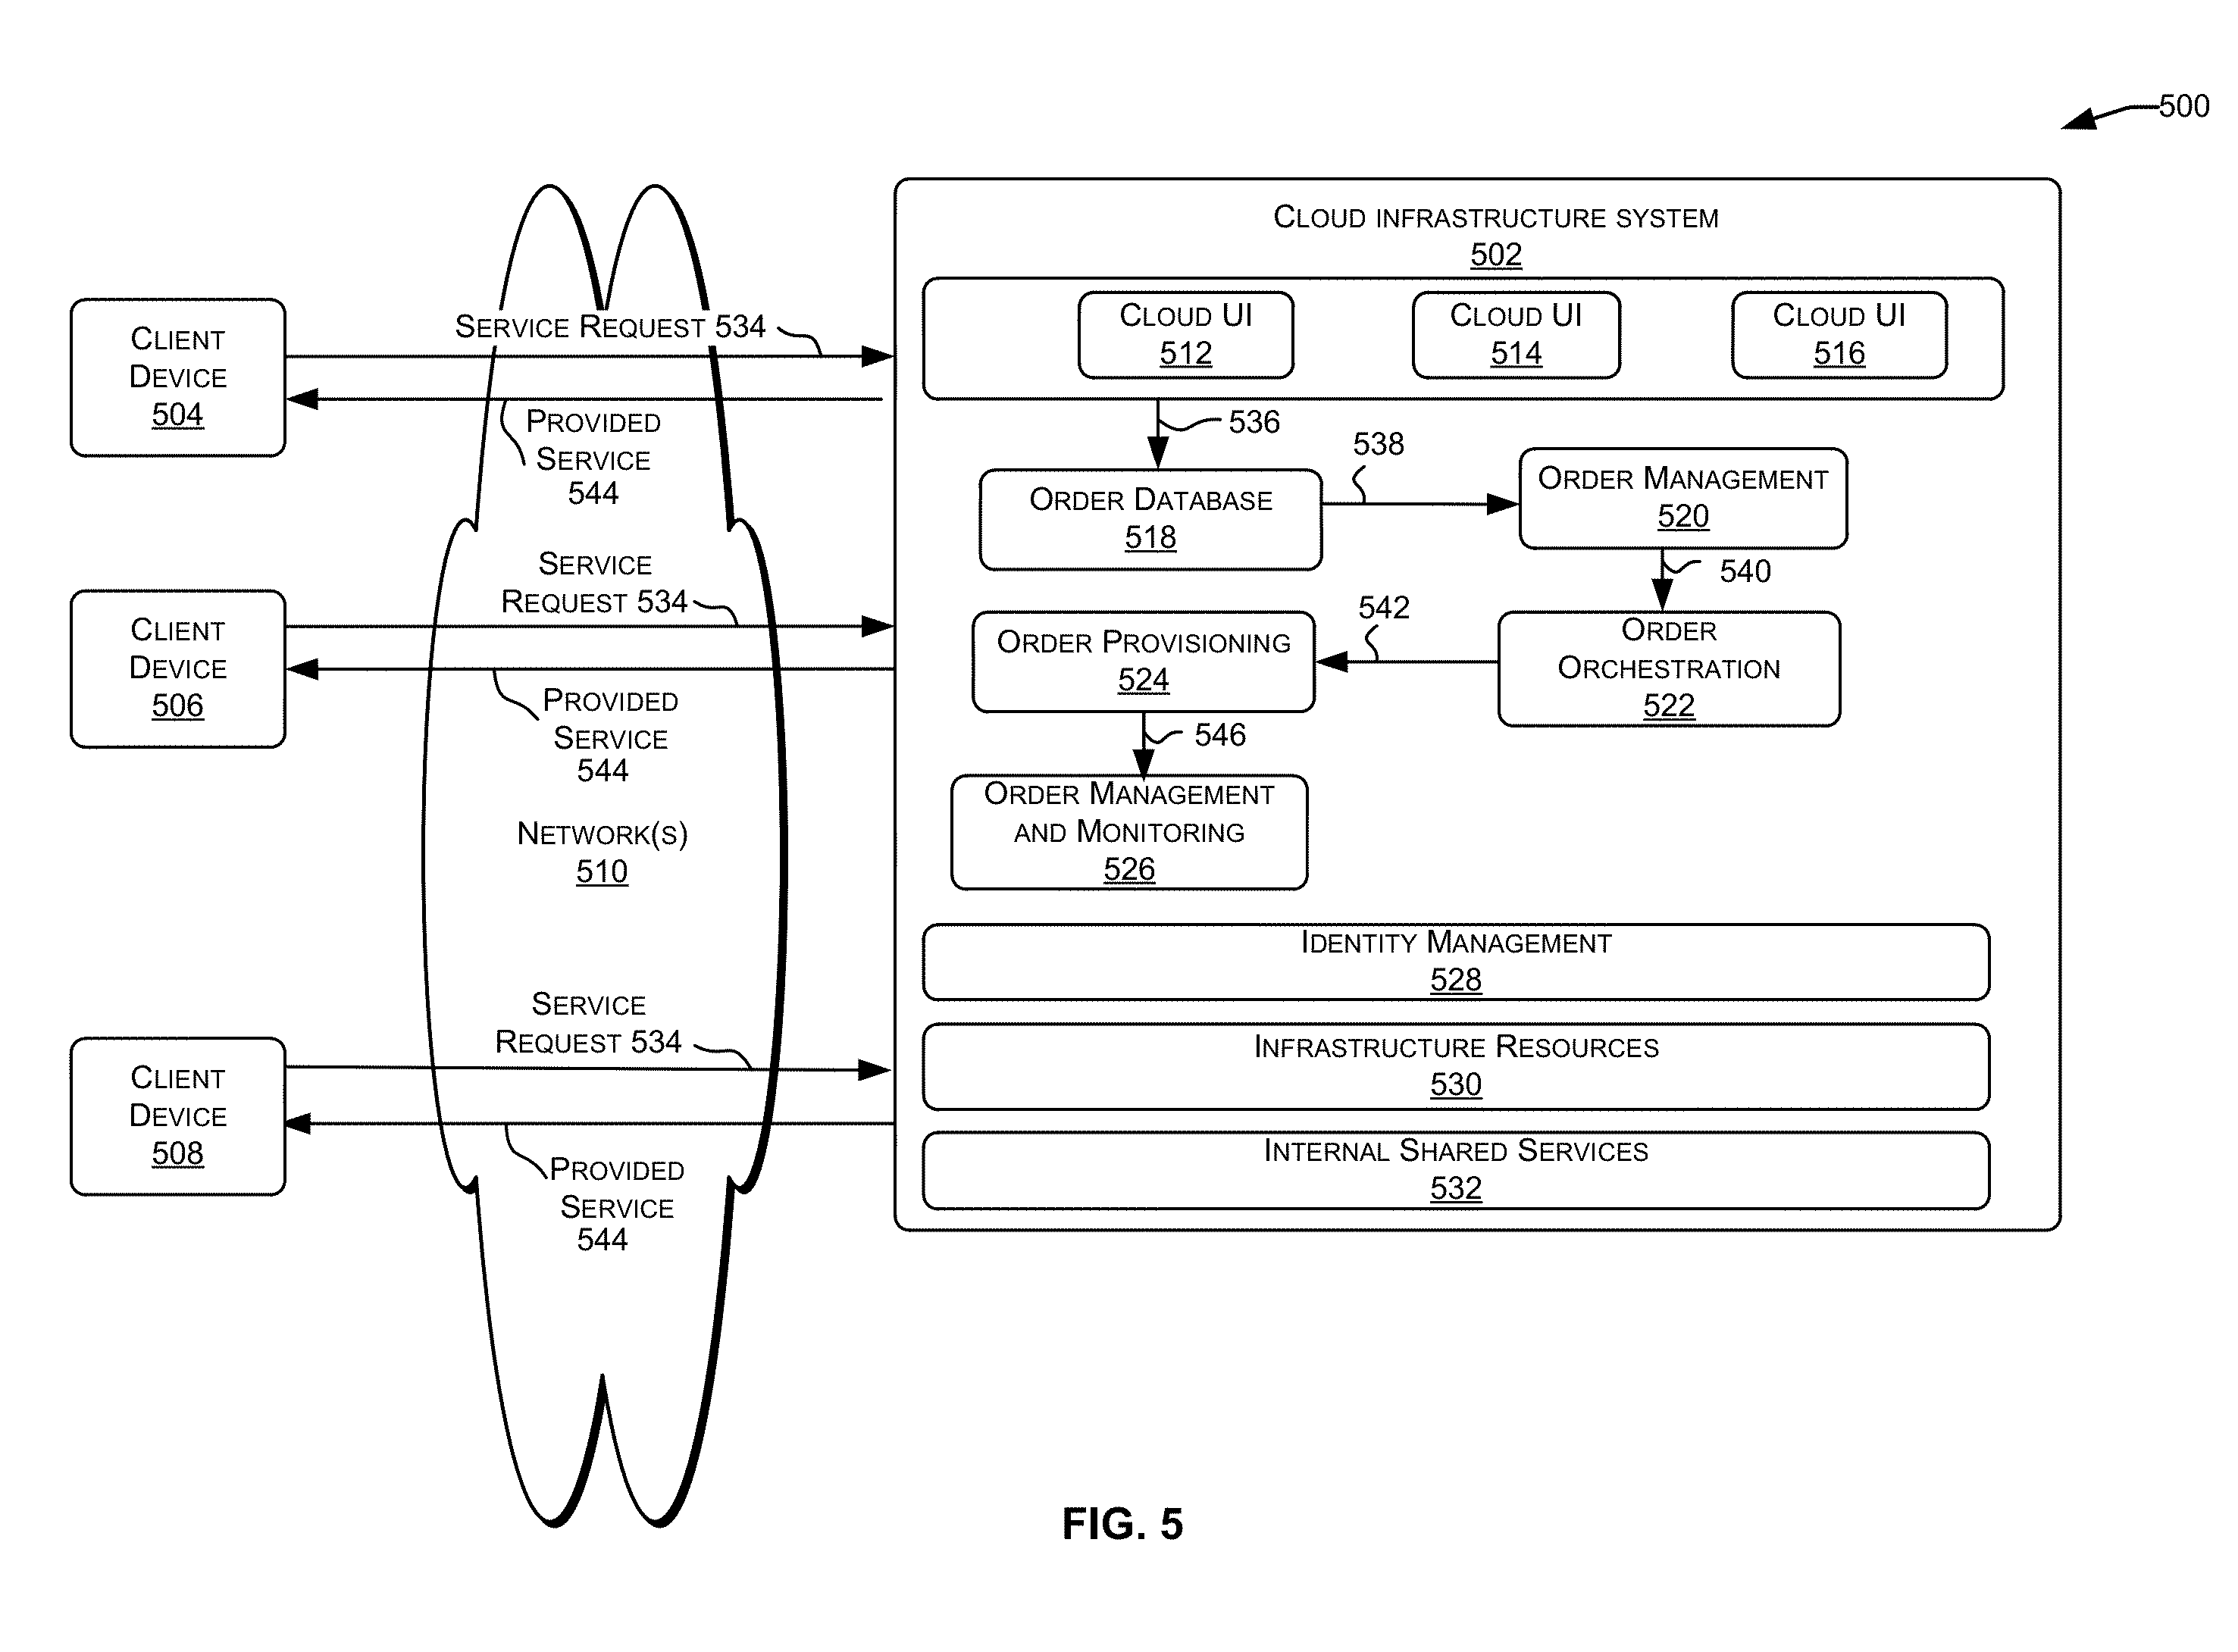 500
CLOUD INFRASTRUCTURE SYSTEM
502
CLOUD UI
512
CLOUD UI
514
CLOUD UI
516
CLIENT
DEVICE
504
SERVICE REQUEST 534
PROVIDED
SERVICE
544
536
538
ORDER DATABASE
518
ORDER MANAGEMENT
520
540
CLIENT
DEVICE
506
SERVICE
REQUEST 534
PROVIDED
SERVICE
544
542
ORDER PROVISIONING
524
ORDER
ORCHESTRATION
522
546
ORDER MANAGEMENT
AND MONITORING
526
NETWORK(S)
510
IDENTITY MANAGEMENT
528
CLIENT
DEVICE
508
SERVICE
REQUEST 534
PROVIDED
SERVICE
544
INFRASTRUCTURE RESOURCES
530
INTERNAL SHARED SERVICES
532
FIG. 5